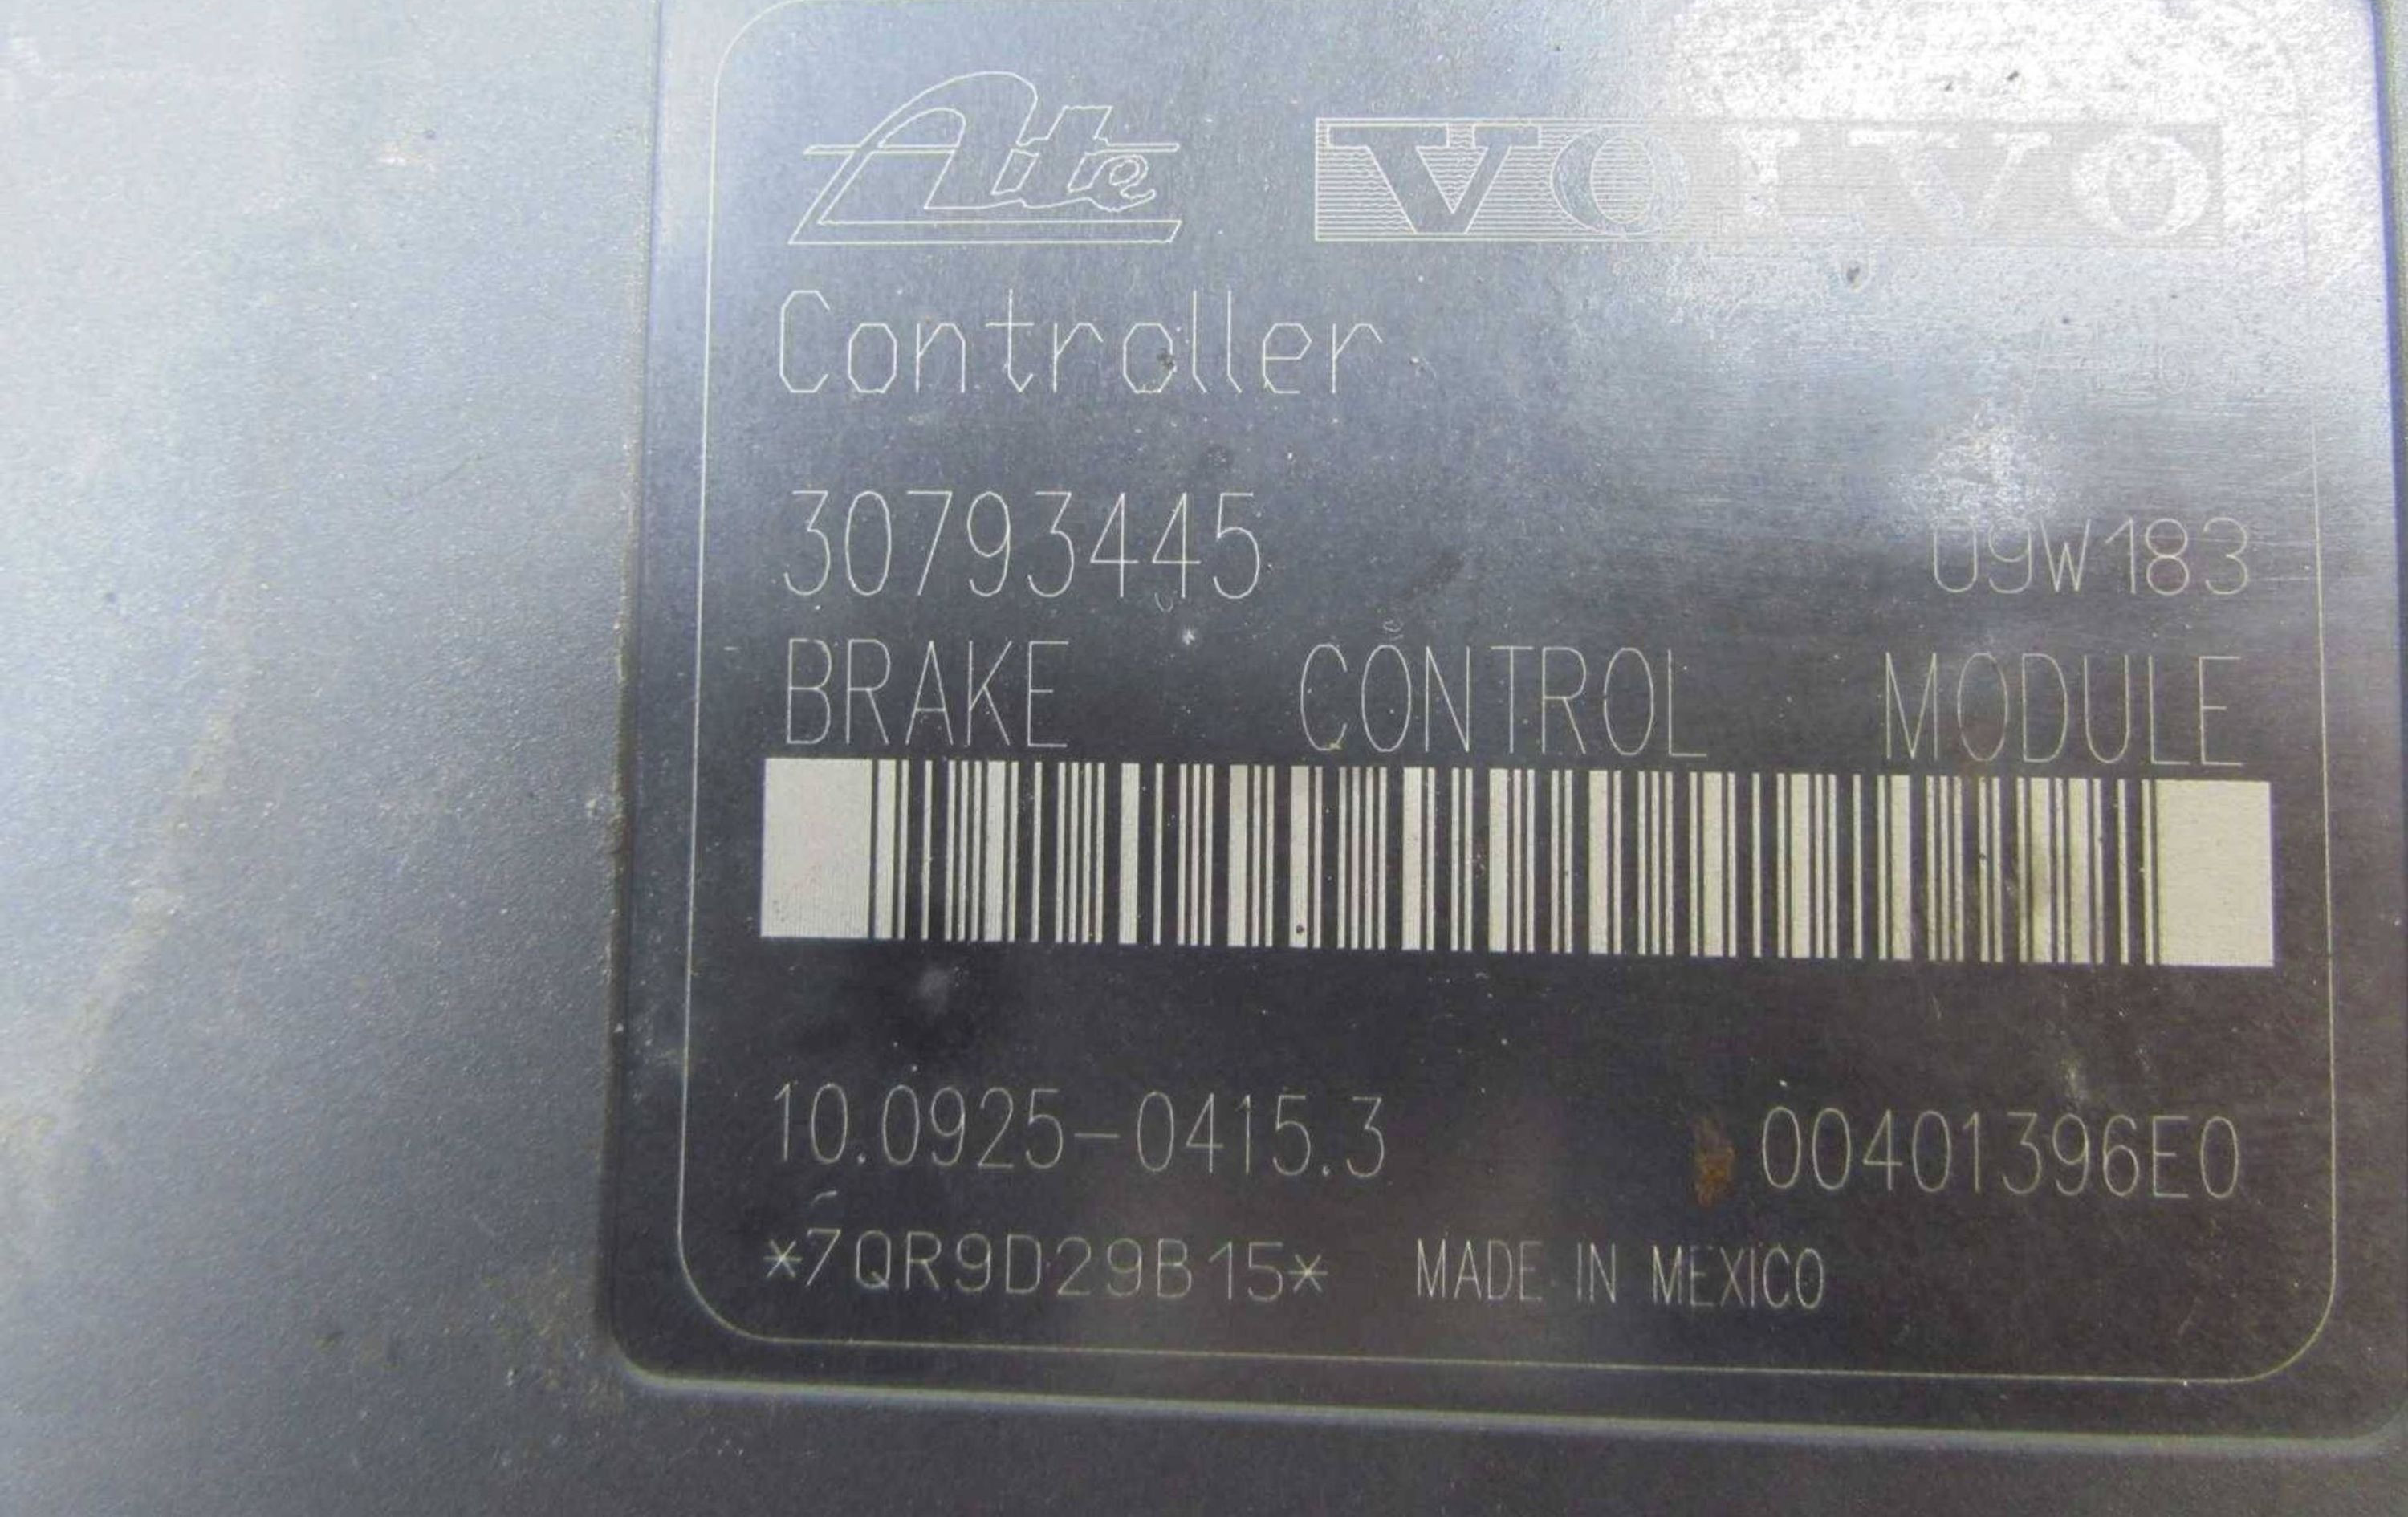 Ate VOLVO
Controller
30793445 09W183
BRAKE CONTROL MODULE
10.0925-0415.3 00401396E0
*7QR9D29B15* MADE IN MEXICO